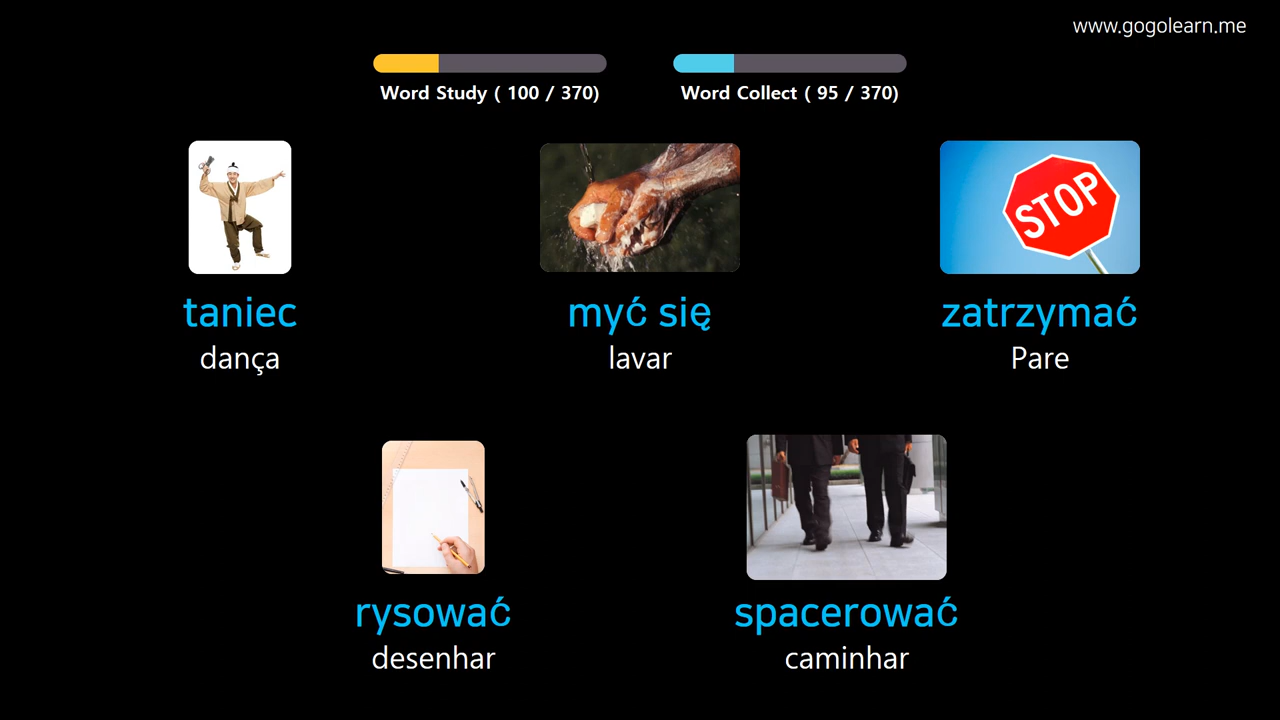 www.gogolearn.me
Word Study ( 100 / 370)
Word Collect ( 95 / 370)
STOP
taniec
myć się
zatrzymać
dança
lavar
Pare
rysować
spacerować
desenhar
caminhar